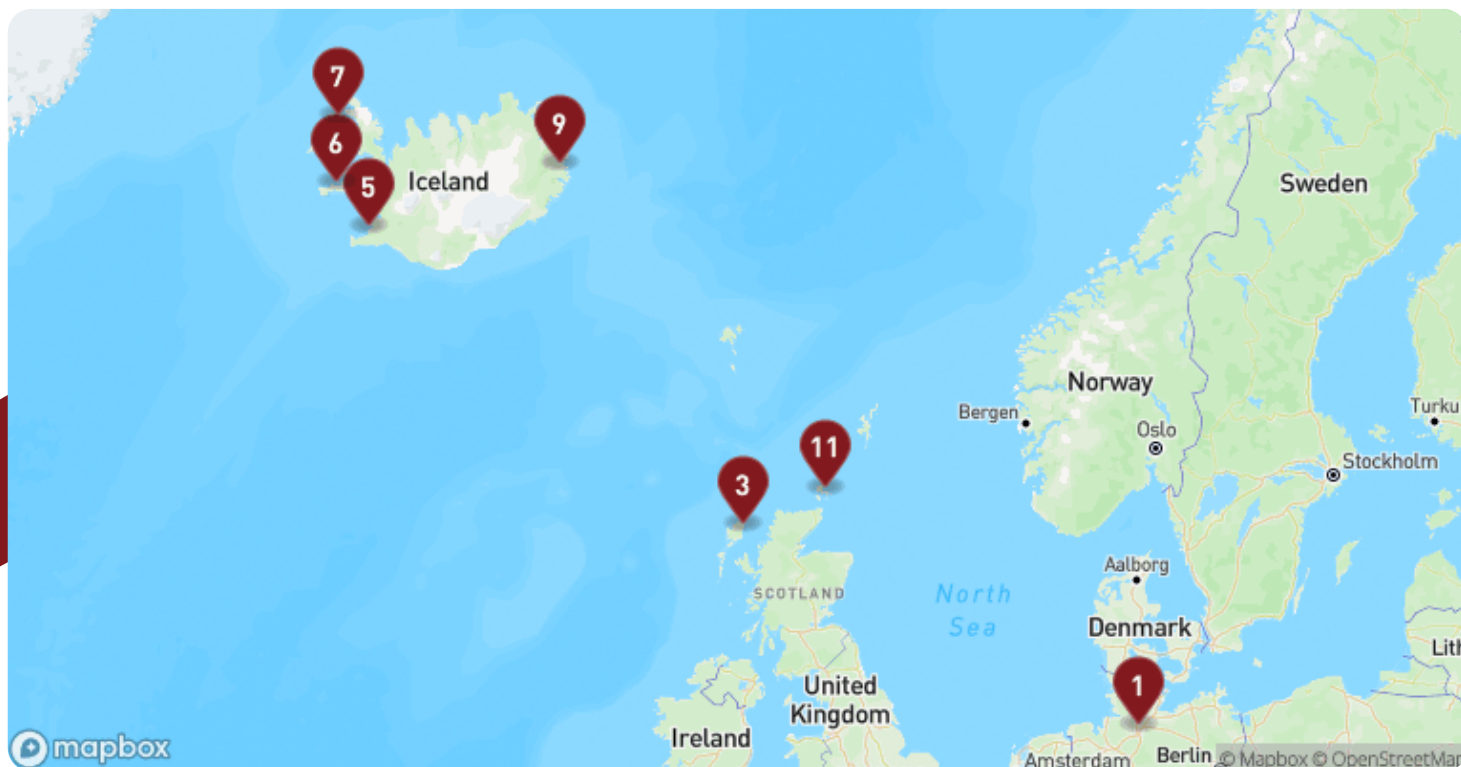 7
9
6
5
Iceland
Sweden
Norway
Bergen
Turku
Oslo
11
Stockholm
3
Aalborg
SCOTLAND
North
Sea
Denmark
Lith
1
United
Kingdom
Ireland
mapbox
Amsterdam
Berlin
© Mapbox © OpenStreetMap